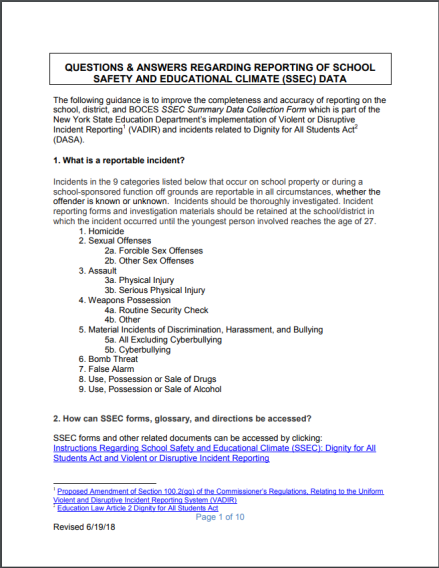 QUESTIONS & ANSWERS REGARDING REPORTING OF SCHOOL
SAFETY AND EDUCATIONAL CLIMATE (SSEC) DATA
The following guidance is to improve the completeness and accuracy of reporting on the
school, district, and BOCES SSEC Summary Data Collection Form which is part of the
New York State Education Department's implementation of Violent or Disruptive
Incident Reporting1 (VADIR) and incidents related to Dignity for All Students Act2
(DASA).
1. What is a reportable incident?
Incidents in the 9 categories listed below that occur on school property or during a
school-sponsored function off grounds are reportable in all circumstances, whether the
offender is known or unknown. Incidents should be thoroughly investigated. Incident
reporting forms and investigation materials should be retained at the school/district in
which the incident occurred until the youngest person involved reaches the age of 27.
1. Homicide
2. Sexual Offenses
2a. Forcible Sex Offenses
2b. Other Sex Offenses
3. Assault
3a. Physical Injury
3b. Serious Physical Injury
4. Weapons Possession
4a. Routine Security Check
4b. Other
5. Material Incidents of Discrimination, Harassment, and Bullying
5a. All Excluding Cyberbullying
5b. Cyberbullying
6. Bomb Threat
7. False Alarm
8. Use, Possession or Sale of Drugs
9. Use, Possession or Sale of Alcohol
2. How can SSEC forms, glossary, and directions be accessed?
SSEC forms and other related documents can be accessed by clicking:
Instructions Regarding School Safety and Educational Climate (SSEC); Dignity for All
Students Act and Violent or Disruptive Incident Reporting
1 Proposed Amendment of Section 100.2(gg) of the Commissioner's Regulations, Relating to the Uniform
Violent and Disruptive Incident Reporting System (VADIR)
2 Education Law Article 2 Dignity for All Students Act
Page 1 of 10
Revised 6/19/18